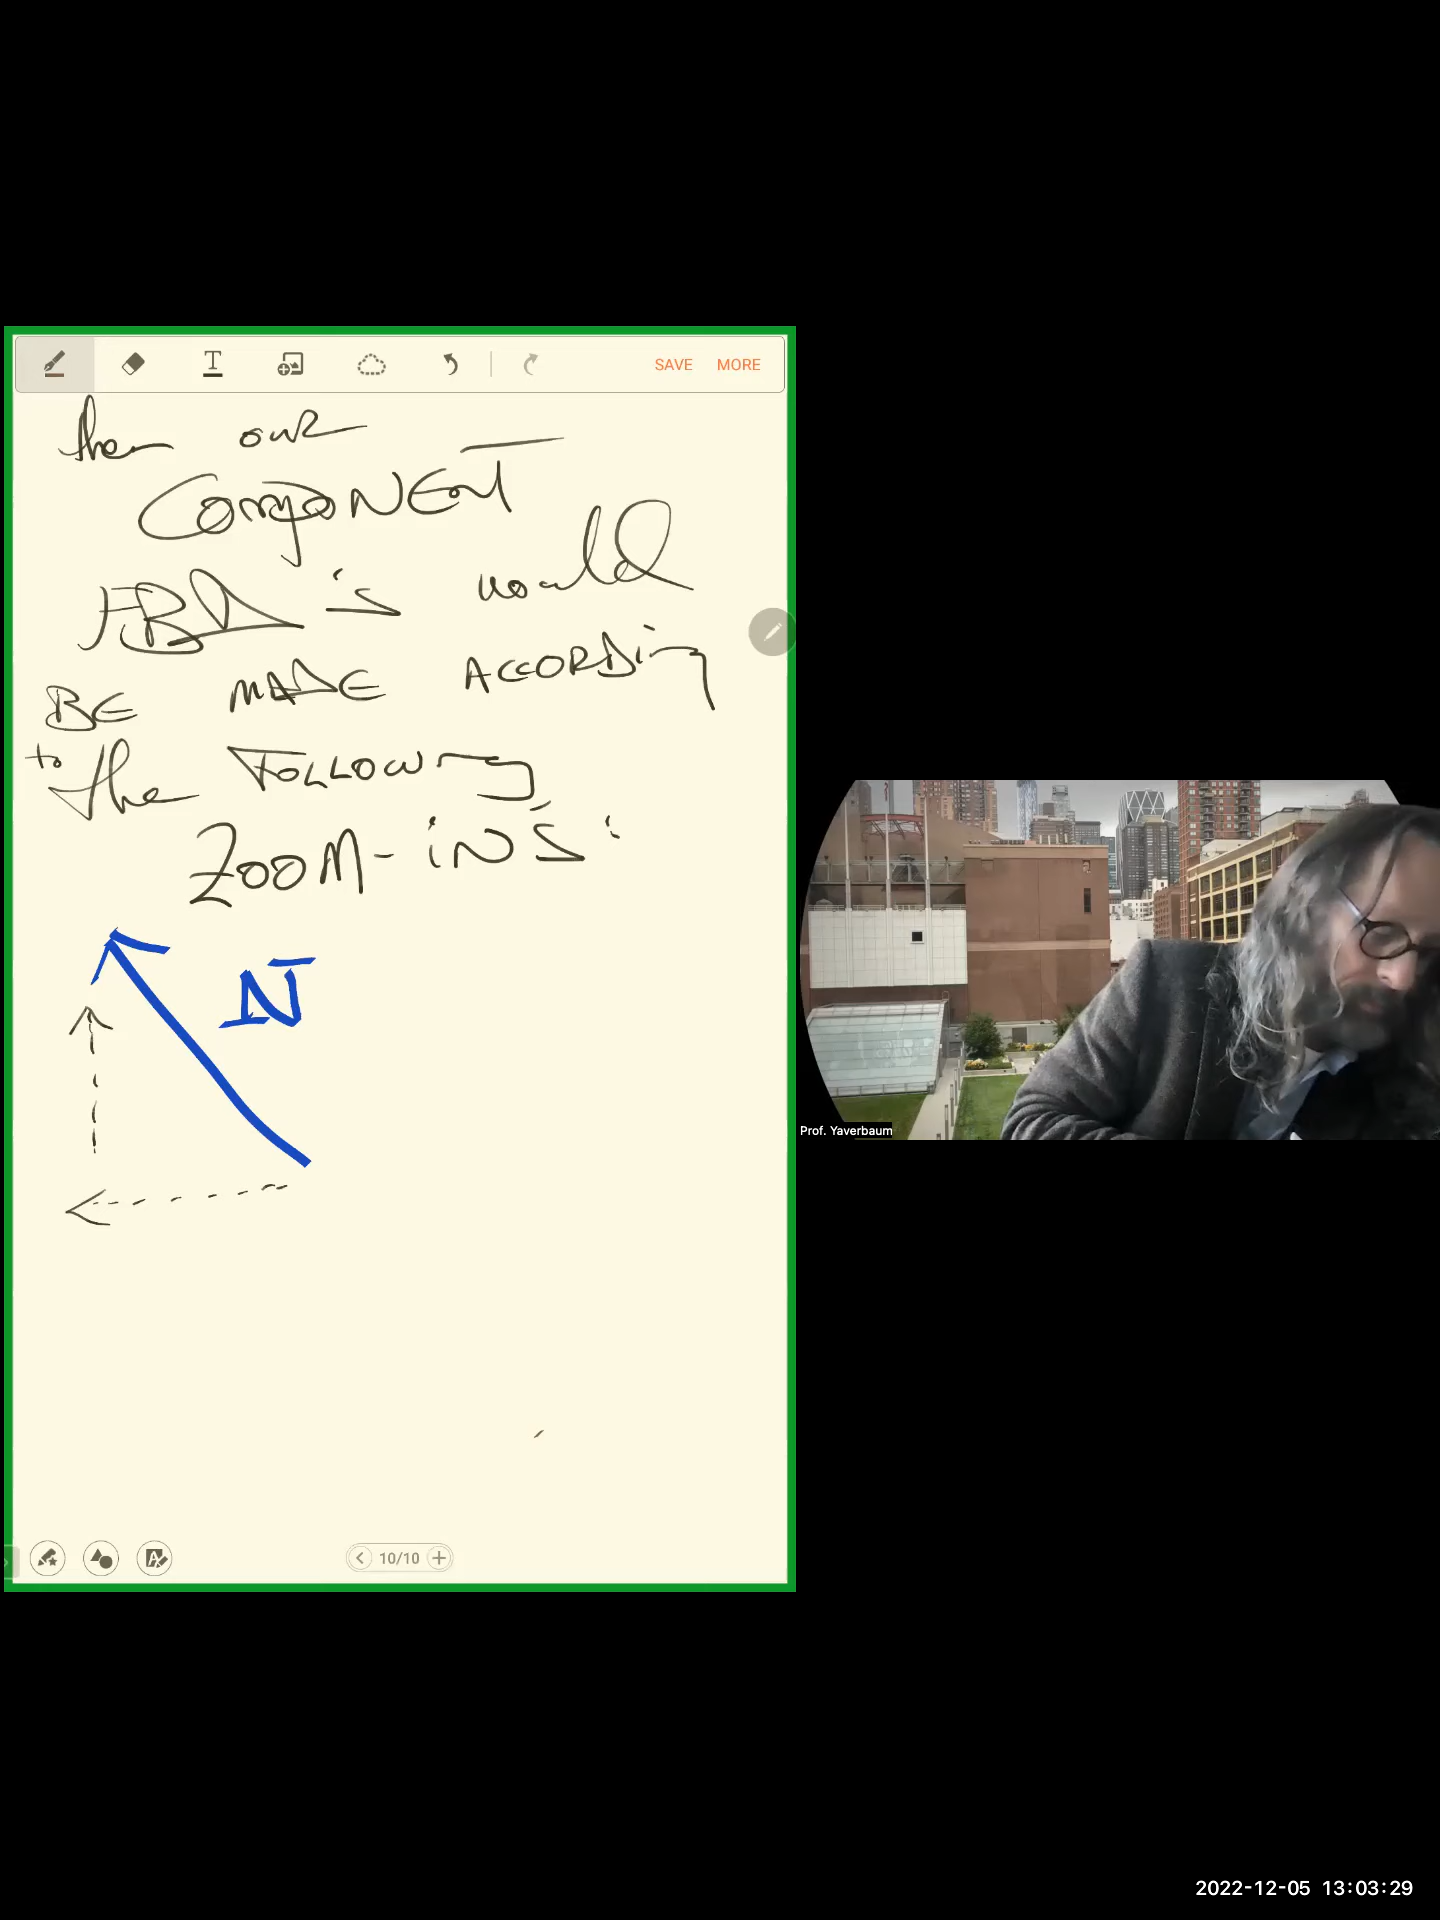 SAVE MORE
then our
COMPONENT
FBD's would
BE MADE ACCORDing
to the FOLLOWing
ZOOM-iN'S:
N
10/10
Prof. Yaverbaum
2022-12-05 13:03:29